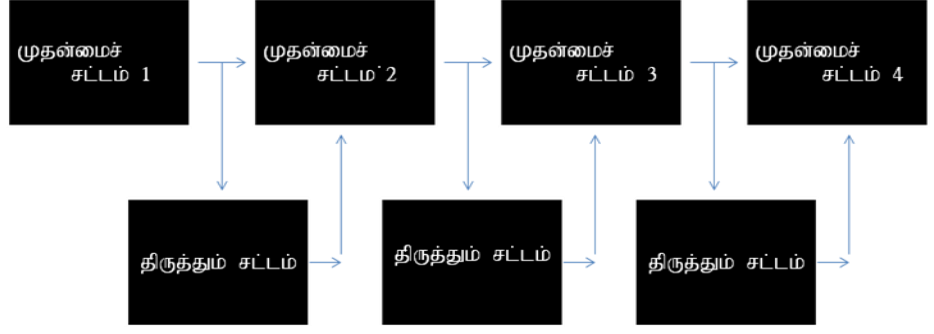 முதன்மைச்
சட்டம் 1
முதன்மைச்
சட்டம் 2
முதன்மைச்
சட்டம் 3
முதன்மைச்
சட்டம் 4
திருத்தும் சட்டம்
திருத்தும் சட்டம்
திருத்தும் சட்டம்